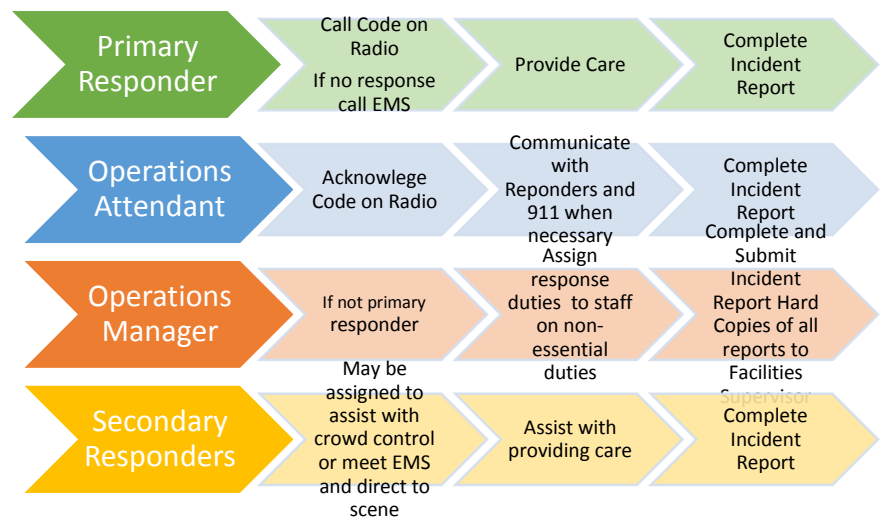 Primary
Responder
Call Code on
Radio
If no response
call EMS
Provide Care
Complete
Incident
Report
Operations
Attendant
Acknowlege
Code on Radio
Communicate
with
Reponders and
911 when
necessary
Complete
Incident
Report
Operations
Manager
If not primary
responder
Assign
response
duties to staff
on non-
essential
duties
Complete and
Submit
Incident
Report Hard
Copies of all
reports to
Facilities
Supervisor
Secondary
Responders
May be
assigned to
assist with
crowd control
or meet EMS
and direct to
scene
Assist with
providing care
Complete
Incident
Report